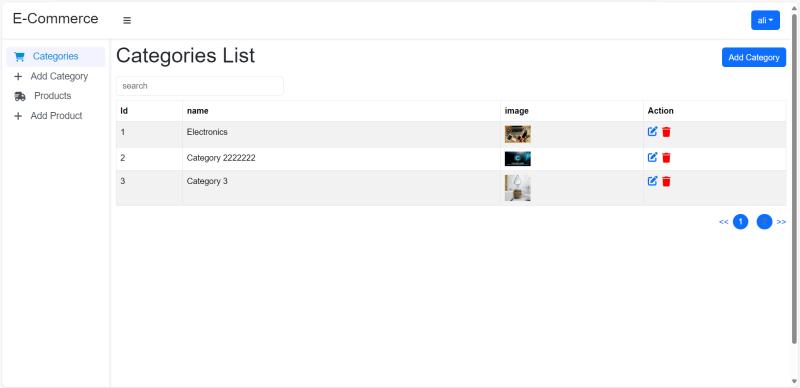 E-Commerce
ali
Categories
Add Category
Products
Add Product
Categories List
Add Category
search
Id name image Action
1 Electronics
2 Category 2222222
3 Category 3
<< 1 >>